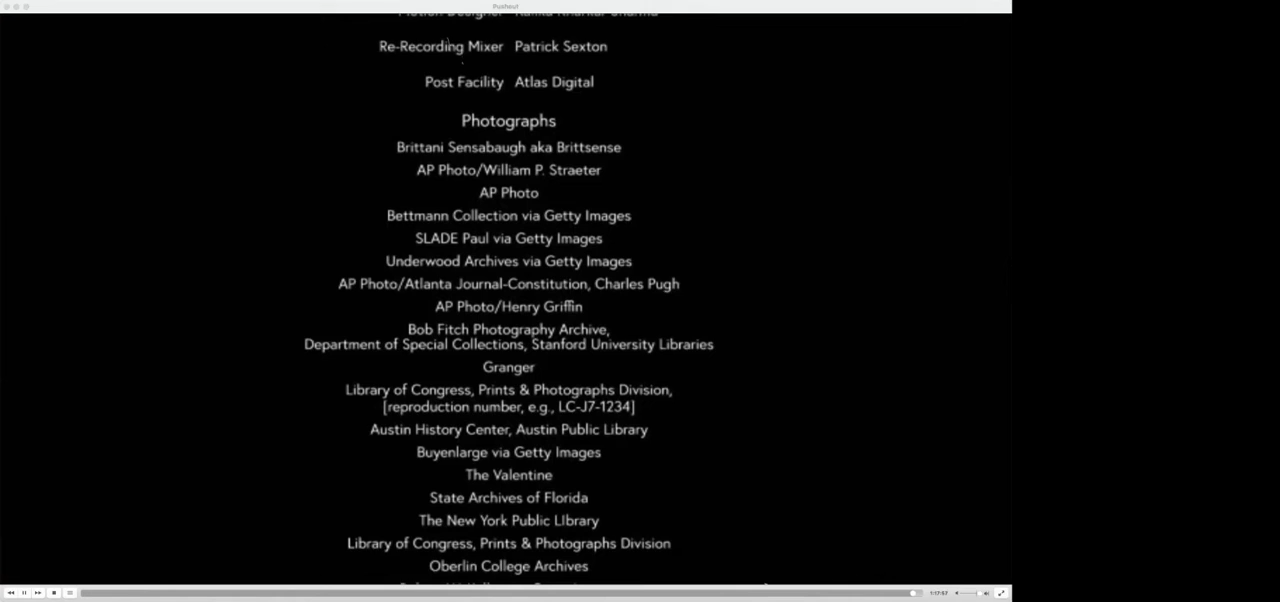 Pushout
Re-Recording Mixer Patrick Sexton
Post Facility Atlas Digital
Photographs
Brittani Sensabaugh aka Brittsense
AP Photo/William P. Straeter
AP Photo
Bettmann Collection via Getty Images
SLADE Paul via Getty Images
Underwood Archives via Getty Images
AP Photo/Atlanta Journal-Constitution, Charles Pugh
AP Photo/Henry Griffin
Bob Fitch Photography Archive,
Department of Special Collections, Stanford University Libraries
Granger
Library of Congress, Prints & Photographs Division,
[reproduction number, e.g., LC-J7-1234]
Austin History Center, Austin Public Library
Buyenlarge via Getty Images
The Valentine
State Archives of Florida
The New York Public LIbrary
Library of Congress, Prints & Photographs Division
Oberlin College Archives
1:17:57